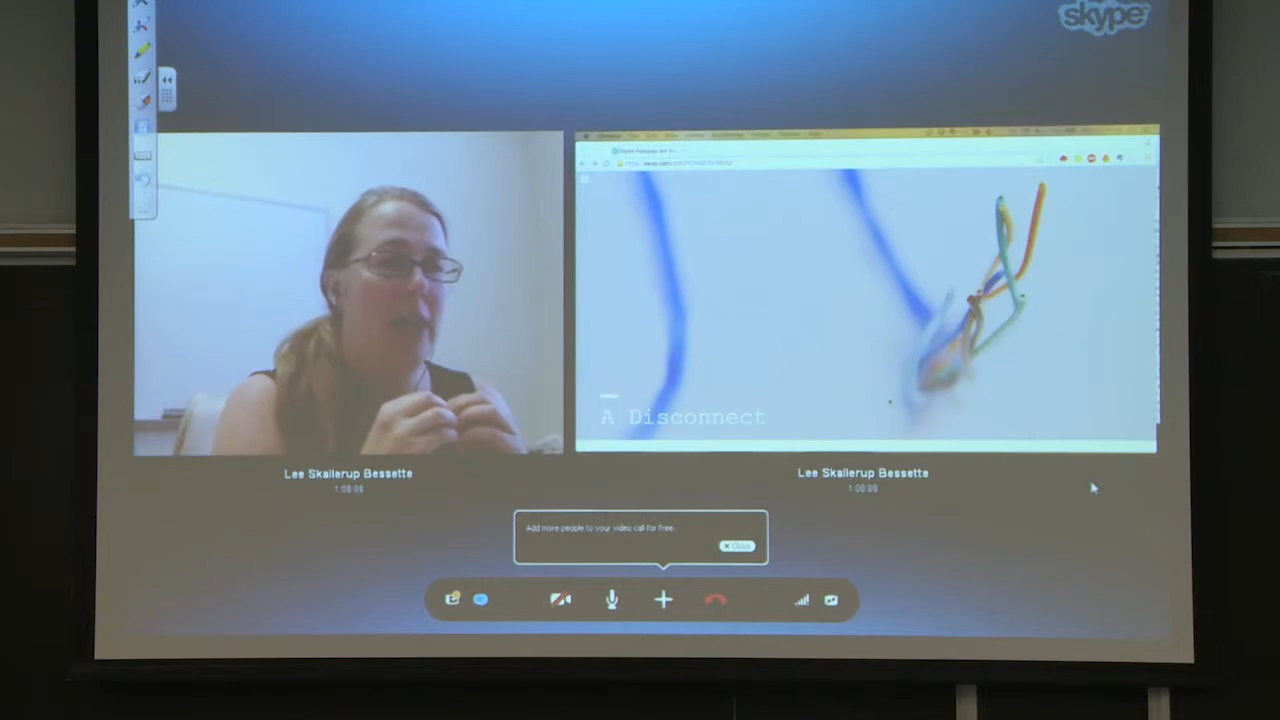 skype
A Disconnect
Lee Skallerup Bessette
1:08:09
Lee Skallerup Bessette
1:08:08
Add more people to your video call for free.
Close